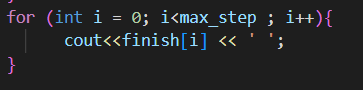 for (int i = 0; i<max_step ; i++){
cout<<finish[i] << ' ';
}